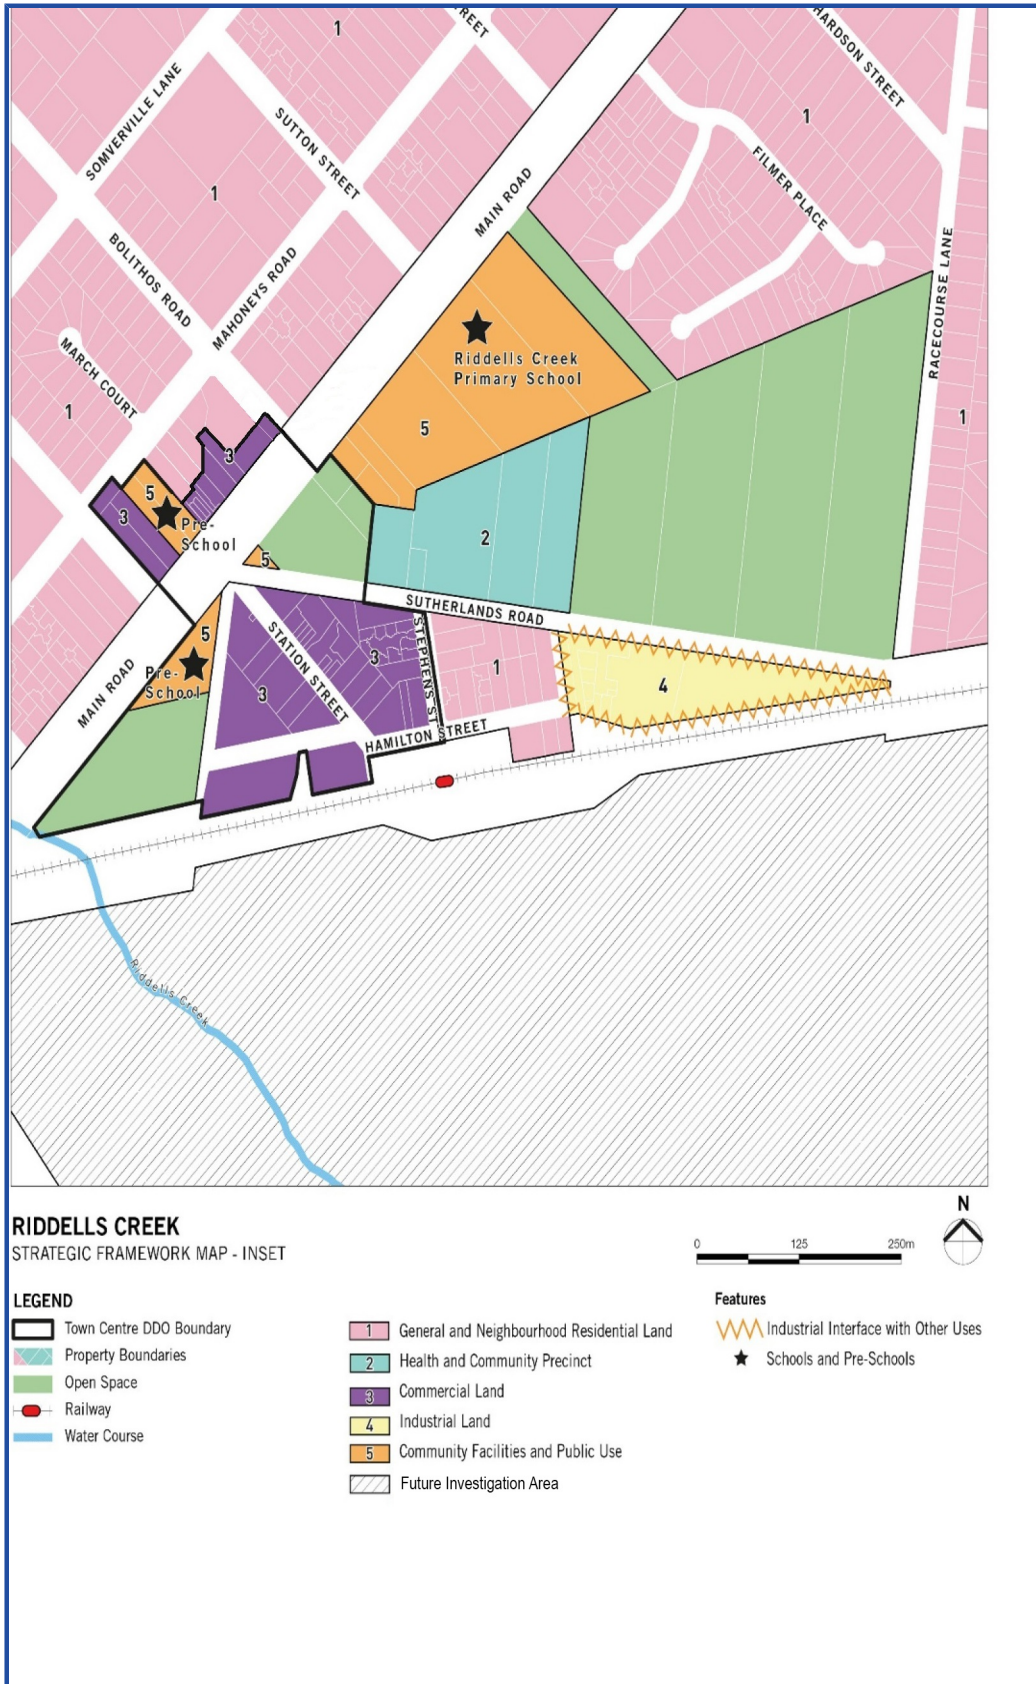 1
TREET
HARDSON STREET
SOMVERVILLE LANE
SUTTON STREET
1
FILMER PLACE
1
MAIN ROAD
BOLITHOS ROAD
MAHONEYS ROAD
RACECOURSE LANE
MARCH COURT
Riddells Creek
Primary School
1
5
1
3
5
3
Pre-
School
2
5
SUTHERLANDS ROAD
5
STATION STREET
STEPHENS ST
3
1
4
Pre-
School
MAIN ROAD
3
HAMILTON STREET
Riddells Creek
RIDDELLS CREEK
STRATEGIC FRAMEWORK MAP - INSET
N
0 125 250m
LEGEND
Town Centre DDO Boundary
Property Boundaries
Open Space
Railway
Water Course
1 General and Neighbourhood Residential Land
2 Health and Community Precinct
3 Commercial Land
4 Industrial Land
5 Community Facilities and Public Use
Future Investigation Area
Features
Industrial Interface with Other Uses
Schools and Pre-Schools